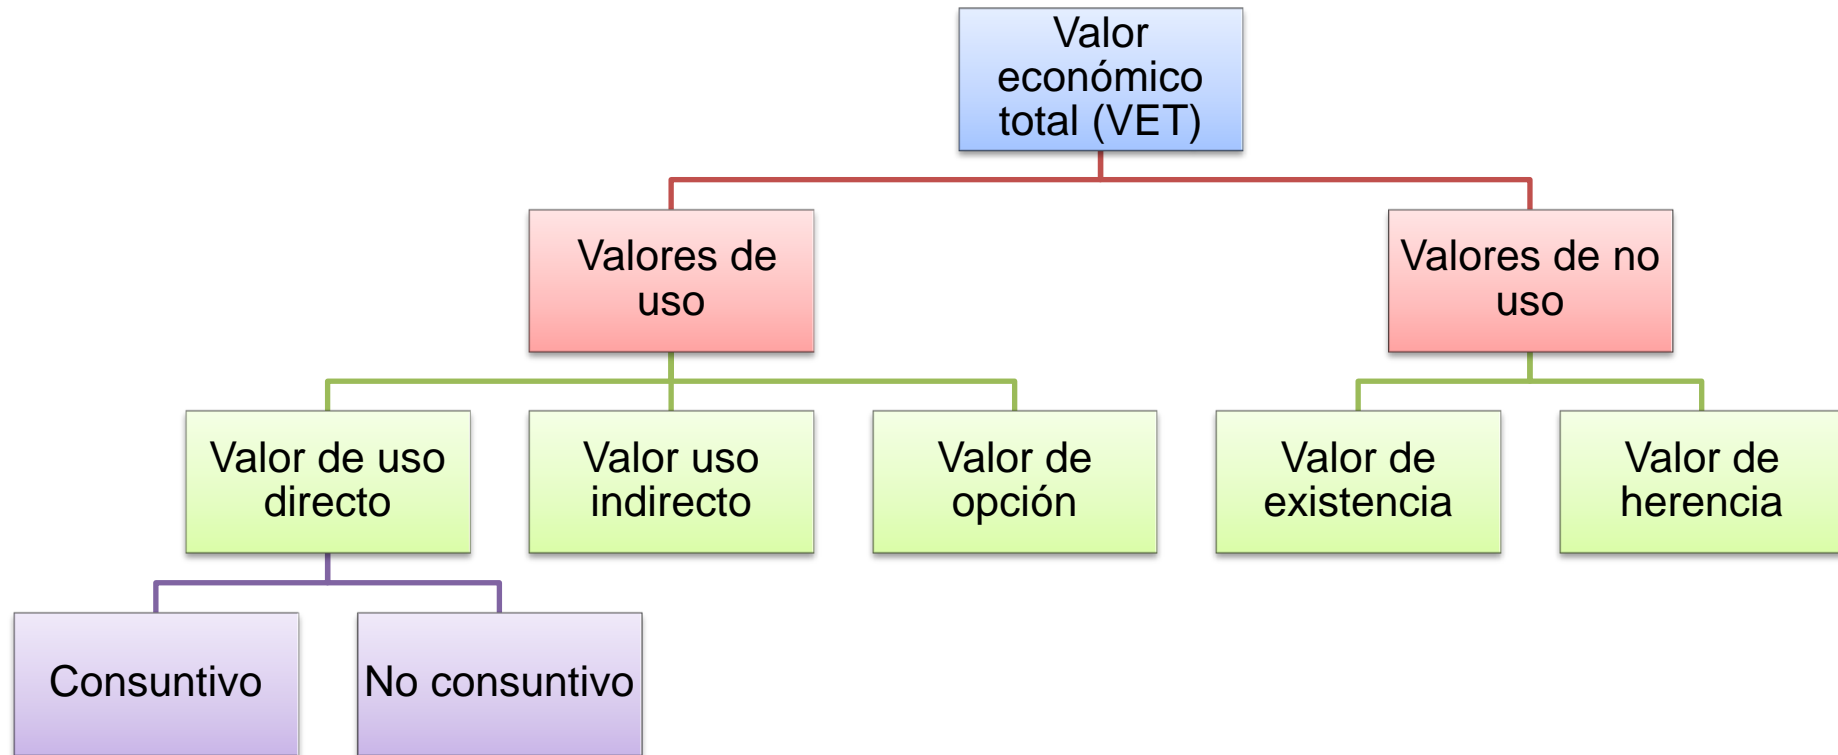 Valor
económico
total (VET)
Valores de
uso
Valores de no
uso
Valor de uso
directo
Valor uso
indirecto
Valor de
opción
Valor de
existencia
Valor de
herencia
Consuntivo
No consuntivo